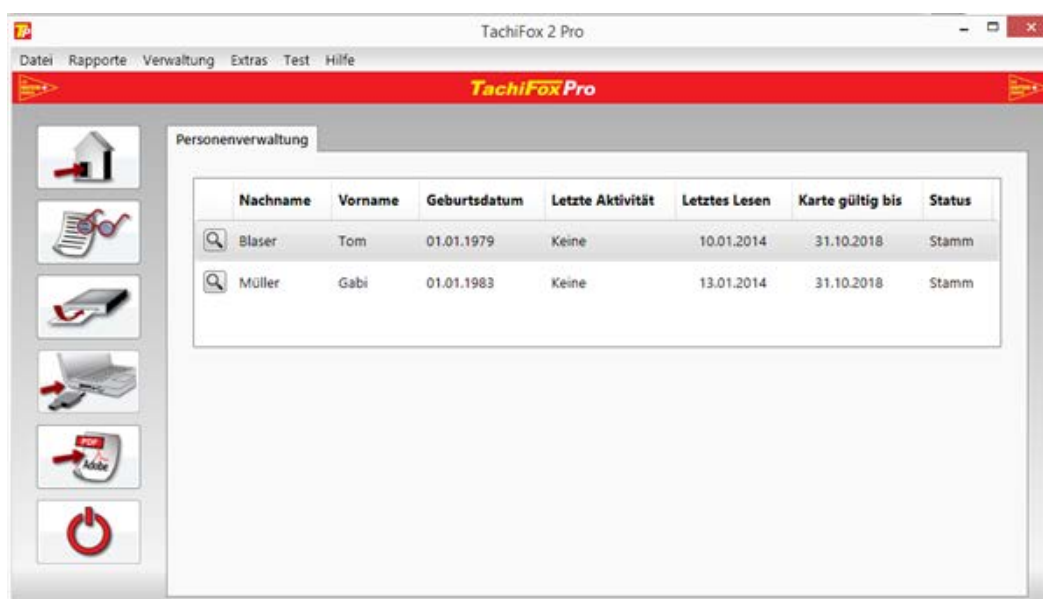 TP TachiFox 2 Pro
Datei Rapporte Verwaltung Extras Test Hilfe
TachiFox Pro
Personenverwaltung
Nachname Vorname Geburtsdatum Letzte Aktivität Letztes Lesen Karte gültig bis Status
Blaser Tom 01.01.1979 Keine 10.01.2014 31.10.2018 Stamm
Müller Gabi 01.01.1983 Keine 13.01.2014 31.10.2018 Stamm
PDF
Adobe